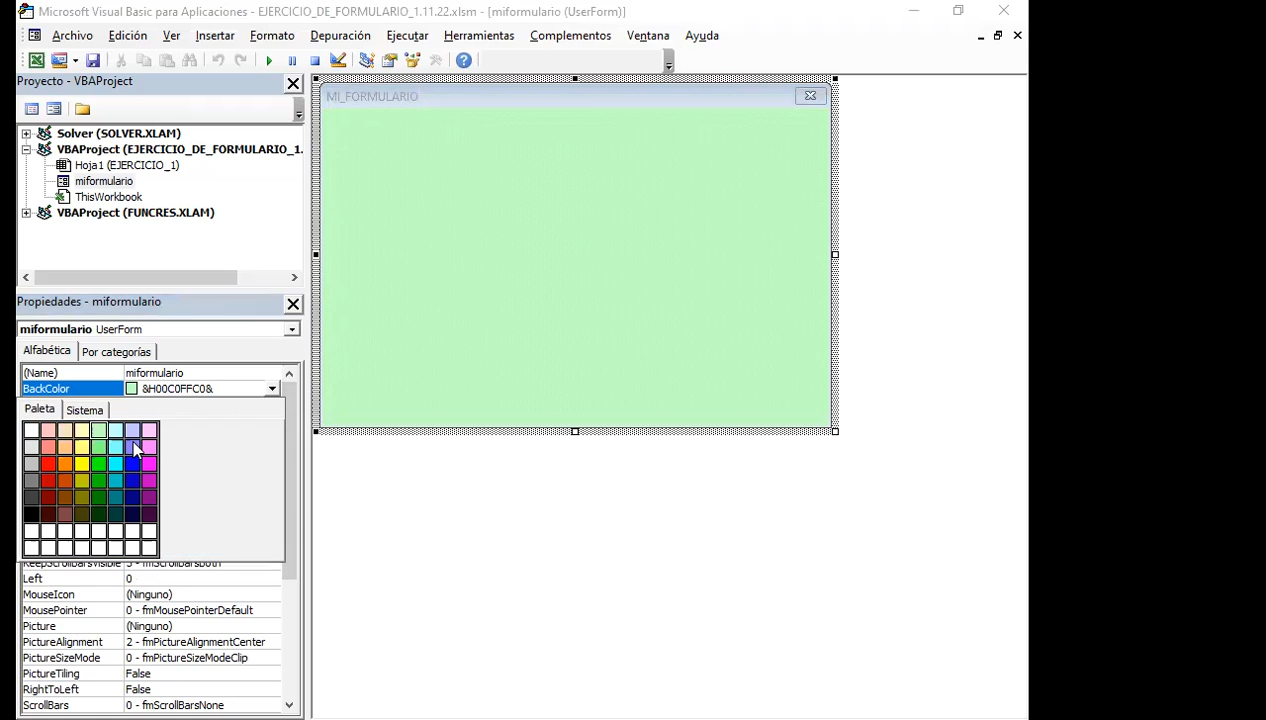 Microsoft Visual Basic para Aplicaciones - EJERCICIO_DE_FORMULARIO_1.11.22.xlsm - [miformulario (UserForm)]
Archivo Edición Ver Insertar Formato Depuración Ejecutar Herramientas Complementos Ventana Ayuda
Proyecto - VBAProject
Solver (SOLVER.XLAM)
VBAProject (EJERCICIO_DE_FORMULARIO_1.
Hoja1 (EJERCICIO_1)
miformulario
ThisWorkbook
VBAProject (FUNCRES.XLAM)
MI_FORMULARIO
Propiedades - miformulario
miformulario UserForm
Alfabética Por categorías
(Name) miformulario
BackColor &H00C0FFC0&
Paleta Sistema
KeepScrollBarsVisible 3 - fmScrollBarsBoth
Left 0
MouseIcon (Ninguno)
MousePointer 0 - fmMousePointerDefault
Picture (Ninguno)
PictureAlignment 2 - fmPictureAlignmentCenter
PictureSizeMode 0 - fmPictureSizeModeClip
PictureTiling False
RightToLeft False
ScrollBars 0 - fmScrollBarsNone